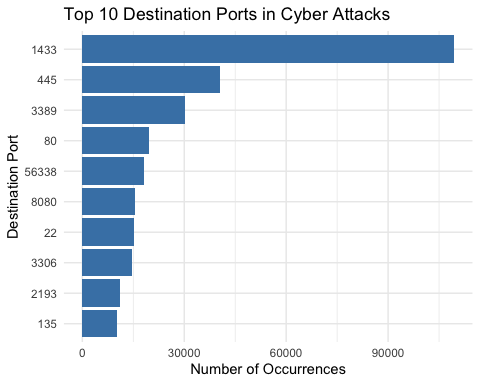 Top 10 Destination Ports in Cyber Attacks
Destination Port
1433
445
3389
80
56338
8080
22
3306
2193
135
0 30000 60000 90000
Number of Occurrences